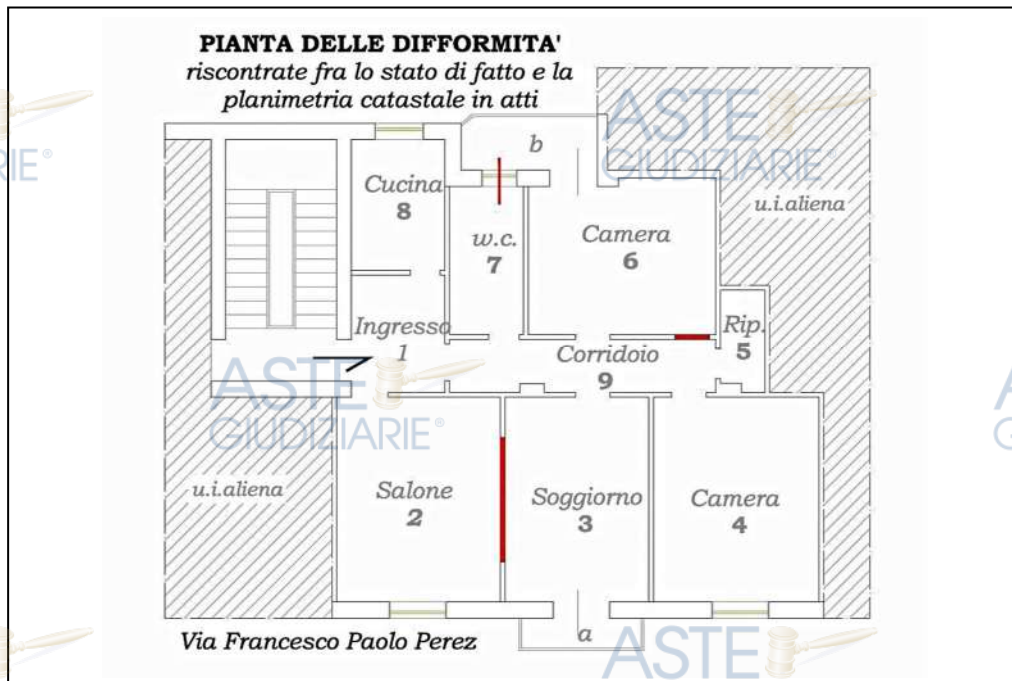 PIANTA DELLE DIFFORMITA'
riscontrate fra lo stato di fatto e la
planimetria catastale in atti
ASTE
GIUDIZIARIE®
RIE®
b
Cucina
8
u.i.aliena
w.c.
7
Camera
6
Ingresso
1
Rip.
5
Corridoio
9
ASTE
GIUDIZIARIE®
A
G
u.i.aliena
Salone
2
Soggiorno
3
Camera
4
a
Via Francesco Paolo Perez
ASTE